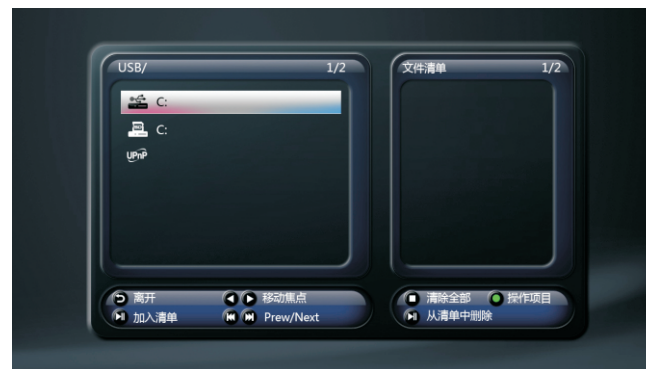 USB/ 1/2
C:
C:
UPnP
离开 移动焦点
加入清单 Prew/Next
文件清单 1/2
清除全部 操作项目
从清单中删除